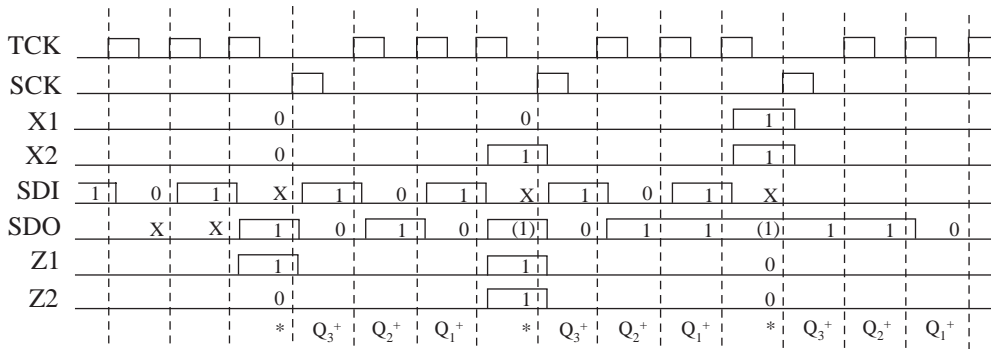 TCK
SCK
X1 0 0 1
X2 0 1 1
SDI 1 0 1 X 1 0 1 X 1 0 1 X
SDO X X 1 0 1 0 (1) 0 1 1 (1) 1 1 0
Z1 1 1 0
Z2 0 1 0
* Q₃⁺ Q₂⁺ Q₁⁺ * Q₃⁺ Q₂⁺ Q₁⁺ * Q₃⁺ Q₂⁺ Q₁⁺